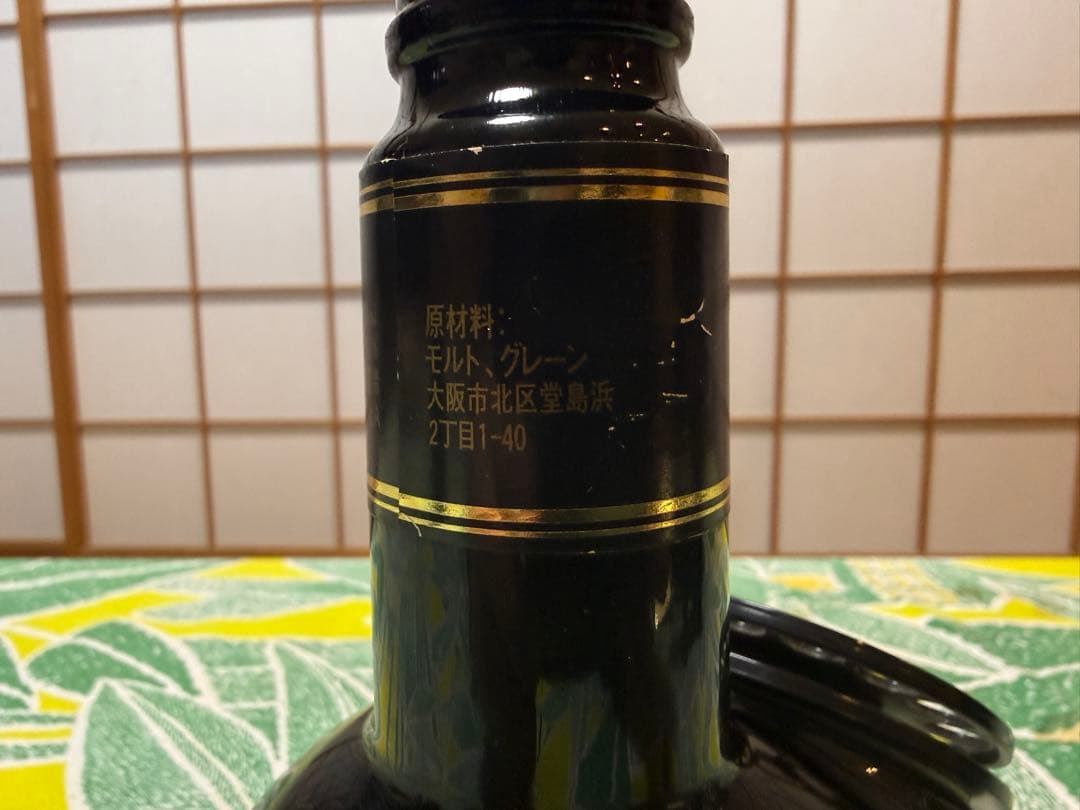 原材料:
モルト、グレーン
大阪市北区堂島浜
2丁目1-40